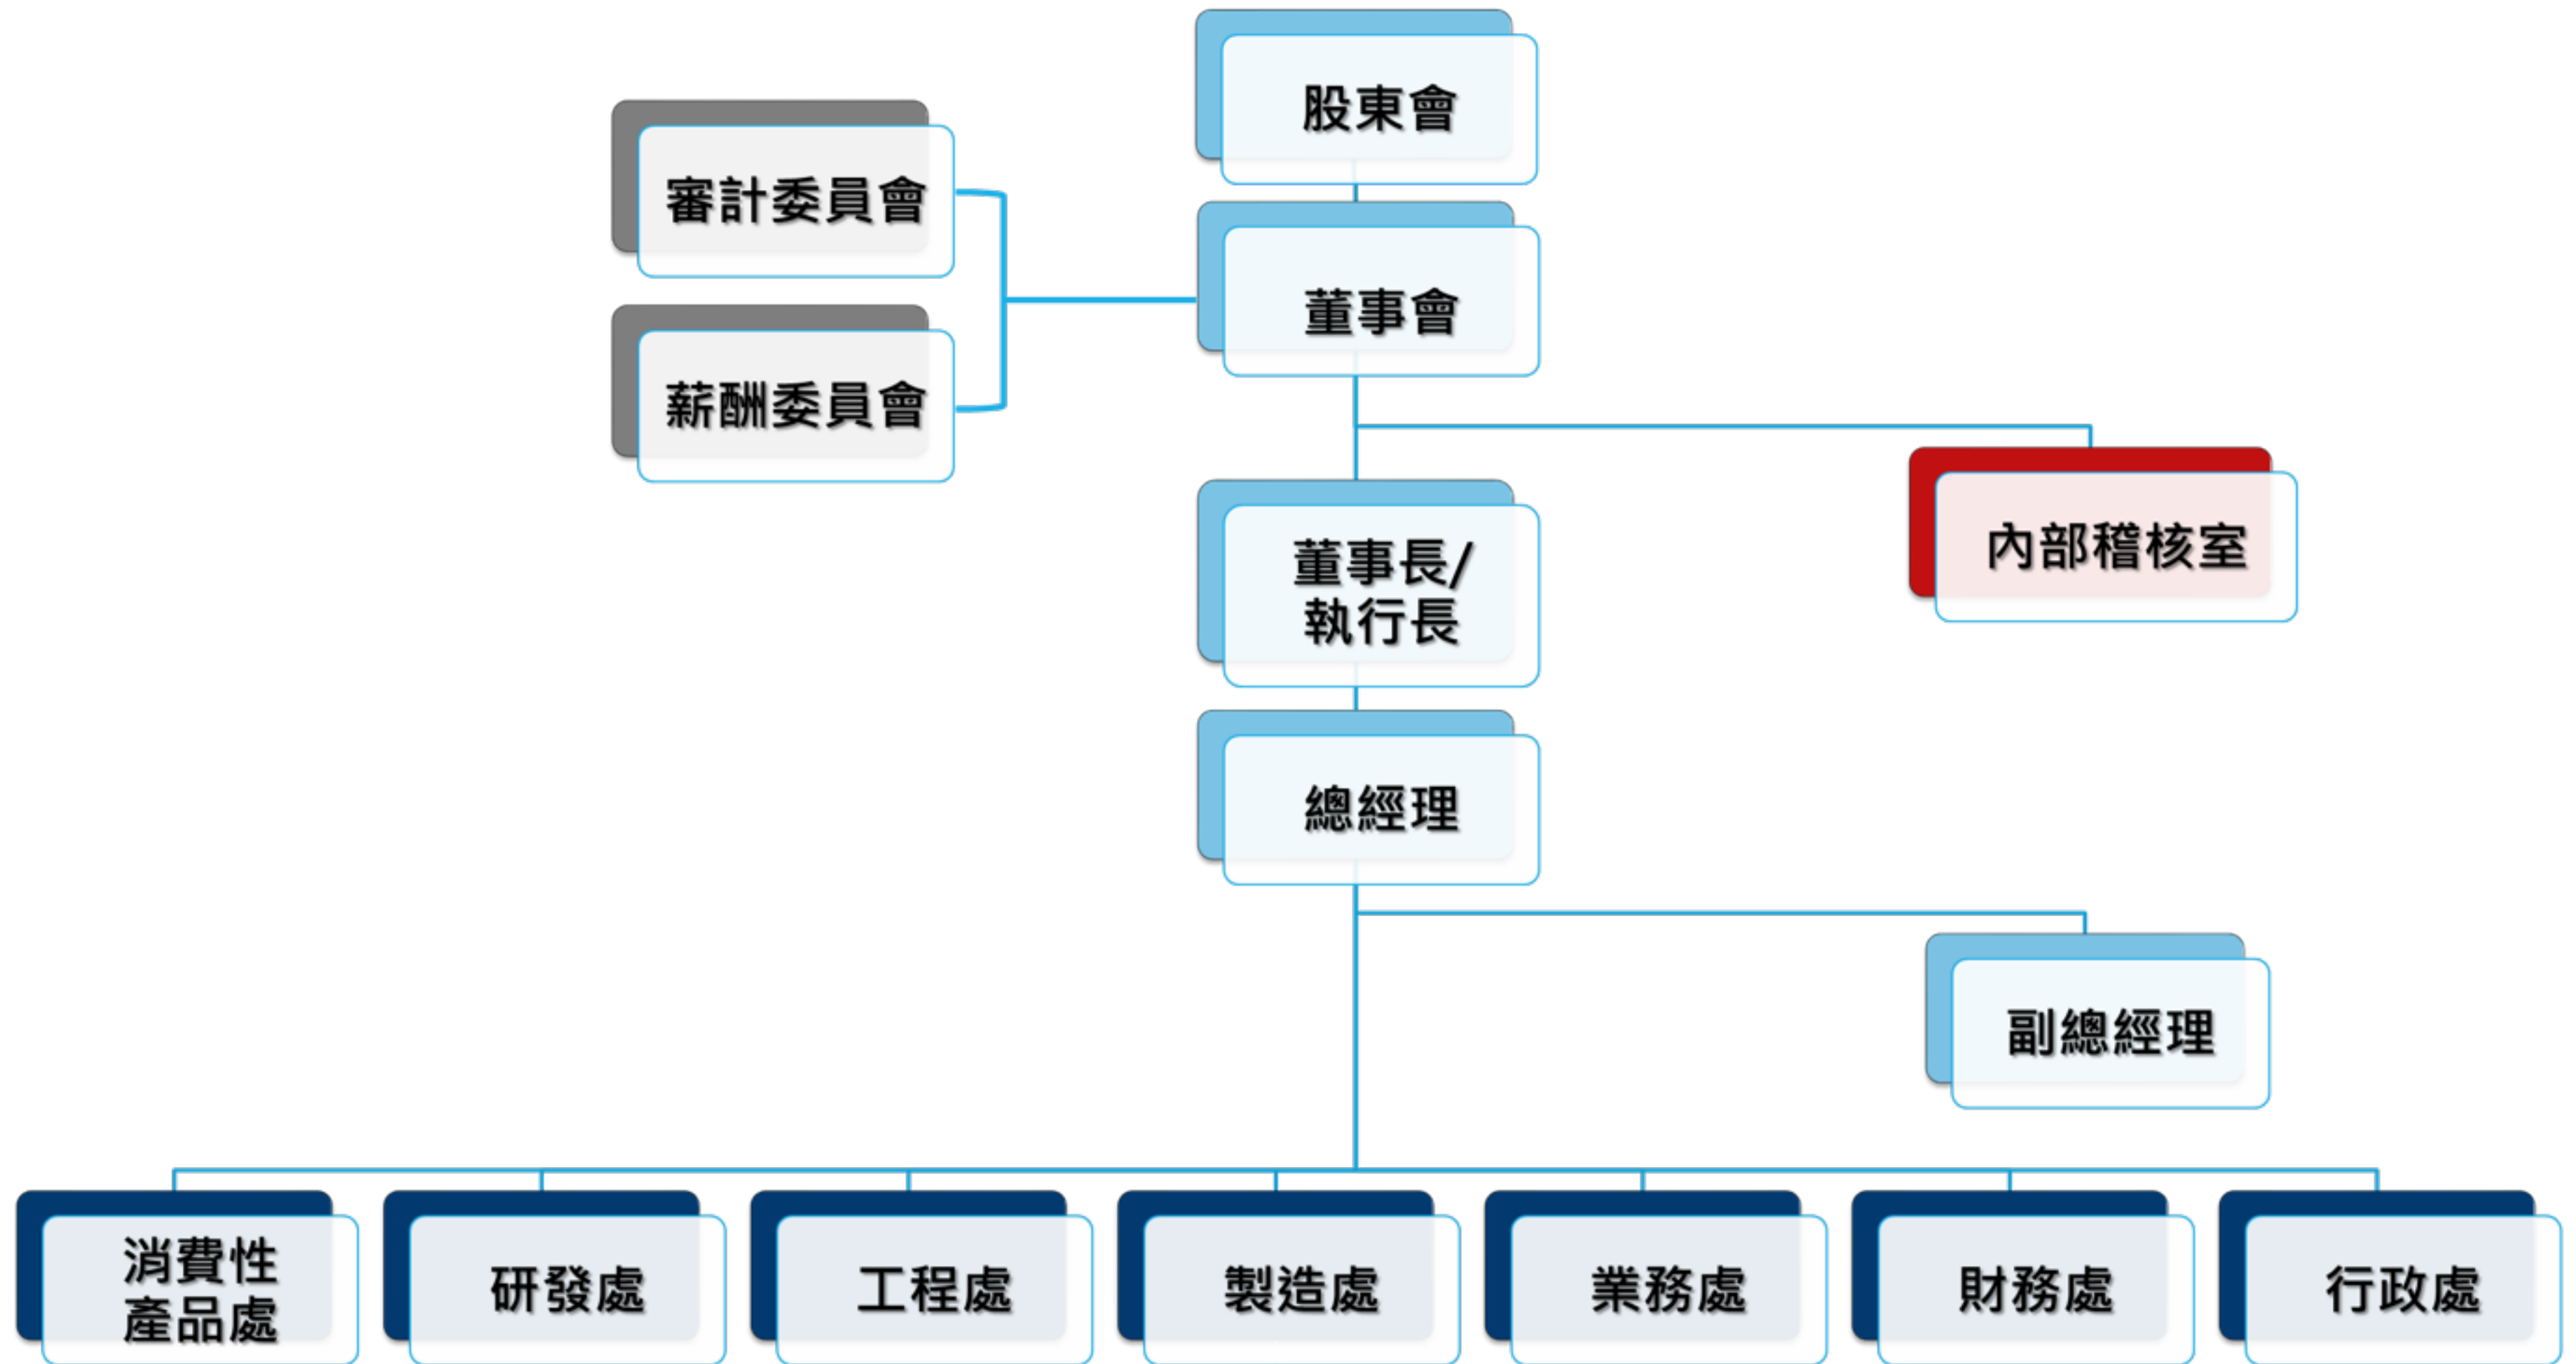 股東會
審計委員會
董事會
薪酬委員會
內部稽核室
董事長/
執行長
總經理
副總經理
消費性
產品處
研發處
工程處
製造處
業務處
財務處
行政處